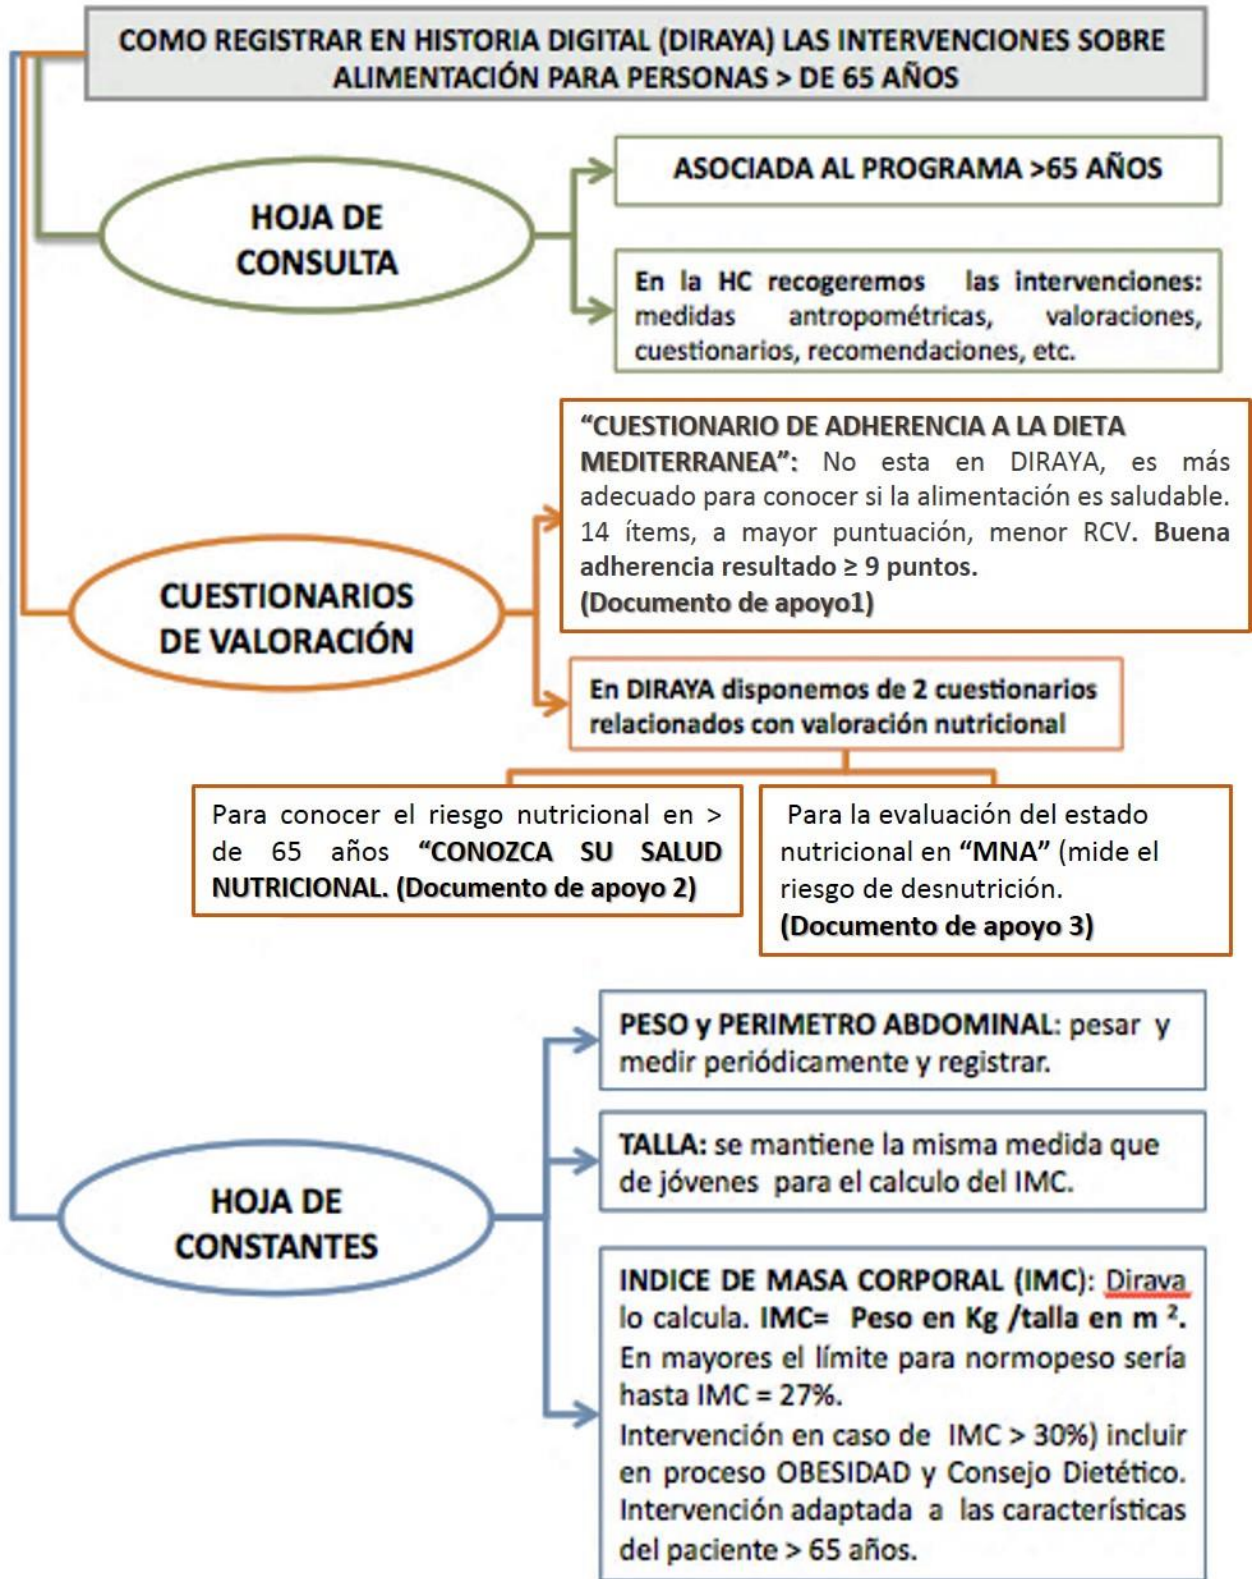 COMO REGISTRAR EN HISTORIA DIGITAL (DIRAYA) LAS INTERVENCIONES SOBRE
ALIMENTACIÓN PARA PERSONAS > DE 65 AÑOS
HOJA DE
CONSULTA
ASOCIADA AL PROGRAMA >65 AÑOS
En la HC recogeremos las intervenciones:
medidas antropométricas, valoraciones,
cuestionarios, recomendaciones, etc.
CUESTIONARIOS
DE VALORACIÓN
“CUESTIONARIO DE ADHERENCIA A LA DIETA
MEDITERRANEA”: No esta en DIRAYA, es más
adecuado para conocer si la alimentación es saludable.
14 ítems, a mayor puntuación, menor RCV. Buena
adherencia resultado ≥ 9 puntos.
(Documento de apoyo1)
En DIRAYA disponemos de 2 cuestionarios
relacionados con valoración nutricional
Para conocer el riesgo nutricional en >
de 65 años “CONOZCA SU SALUD
NUTRICIONAL. (Documento de apoyo 2)
Para la evaluación del estado
nutricional en “MNA” (mide el
riesgo de desnutrición.
(Documento de apoyo 3)
HOJA DE
CONSTANTES
PESO y PERIMETRO ABDOMINAL: pesar y
medir periódicamente y registrar.
TALLA: se mantiene la misma medida que
de jóvenes para el calculo del IMC.
INDICE DE MASA CORPORAL (IMC): Dirava
lo calcula. IMC= Peso en Kg /talla en m ².
En mayores el límite para normopeso sería
hasta IMC = 27%.
Intervención en caso de IMC > 30%) incluir
en proceso OBESIDAD y Consejo Dietético.
Intervención adaptada a las características
del paciente > 65 años.